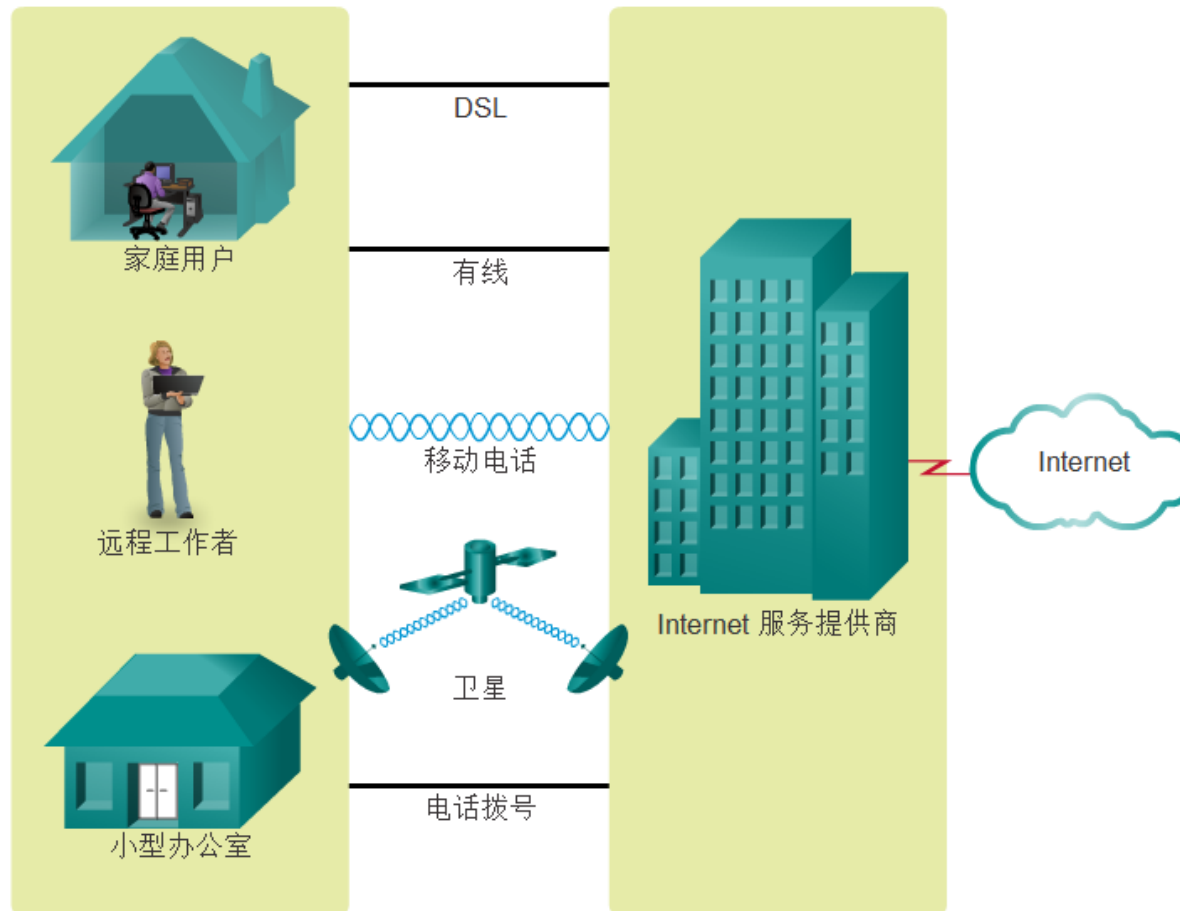 DSL
家庭用户
有线
移动电话
Internet
远程工作者
Internet 服务提供商
卫星
电话拨号
小型办公室